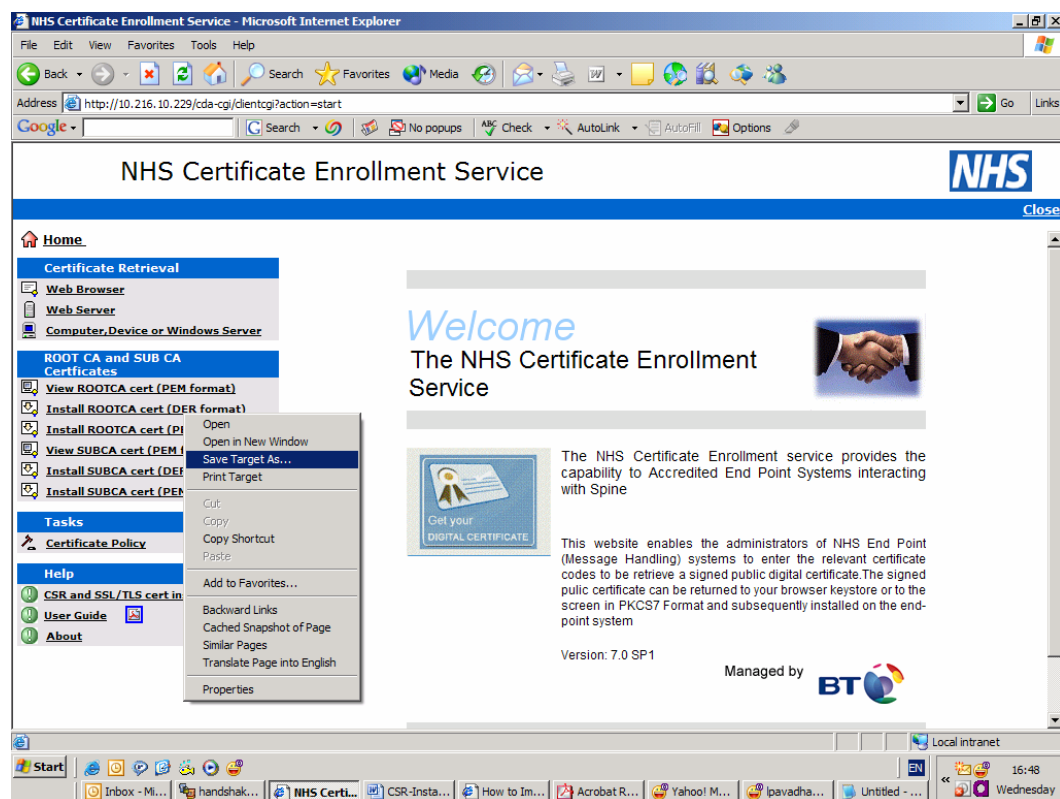 NHS Certificate Enrollment Service - Microsoft Internet Explorer
File Edit View Favorites Tools Help
Back Search Favorites Media
Address http://10.216.10.229/cda-cgi/clientcgi?action=start Go Links
Google Search No popups ABC Check AutoLink AutoFill Options
NHS Certificate Enrollment Service
NHS
Close
Home
Certificate Retrieval
Web Browser
Web Server
Computer,Device or Windows Server
ROOT CA and SUB CA
Certficates
View ROOTCA cert (PEM format)
Install ROOTCA cert (DER format)
Install ROOTCA cert
View SUBCA cert (PEM
Install SUBCA cert
Install SUBCA cert
Tasks
Certificate Policy
Help
CSR and SSL/TLS cert in
User Guide
About
Open
Open in New Window
Save Target As...
Print Target
Cut
Copy
Copy Shortcut
Paste
Add to Favorites...
Backward Links
Cached Snapshot of Page
Similar Pages
Translate Page into English
Properties
Welcome
The NHS Certificate Enrollment
Service
Get your
DIGITAL CERTIFICATE
The NHS Certificate Enrollment service provides the
capability to Accredited End Point Systems interacting
with Spine
This website enables the administrators of NHS End Point
(Message Handling) systems to enter the relevant certificate
codes to be retrieve a signed public digital certificate.The signed
pulic certificate can be returned to your browser keystore or to the
screen in PKCS7 Format and subsequently installed on the end-
point system
Version: 7.0 SP1
Managed by
BT
Local intranet
Start EN 16:48
Inbox - Mi... handshak... NHS Certi... CSR-Insta... How to Im... Acrobat R... Yahoo! M... lpavadha... Untitled - ... Wednesday